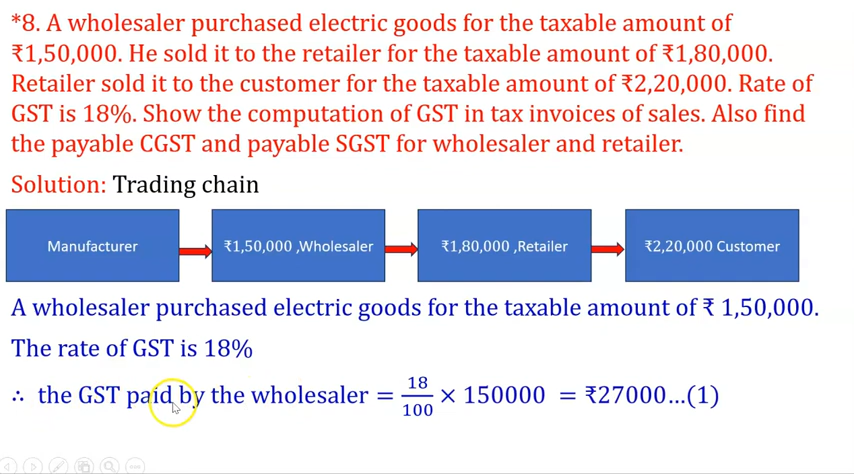 *8. A wholesaler purchased electric goods for the taxable amount of
₹1,50,000. He sold it to the retailer for the taxable amount of ₹1,80,000.
Retailer sold it to the customer for the taxable amount of ₹2,20,000. Rate of
GST is 18%. Show the computation of GST in tax invoices of sales. Also find
the payable CGST and payable SGST for wholesaler and retailer.
Solution: Trading chain
Manufacturer
₹1,50,000 ,Wholesaler
₹1,80,000 ,Retailer
₹2,20,000 Customer
A wholesaler purchased electric goods for the taxable amount of ₹ 1,50,000.
The rate of GST is 18%
∴ the GST paid by the wholesaler = 18/100 × 150000 = ₹27000...(1)